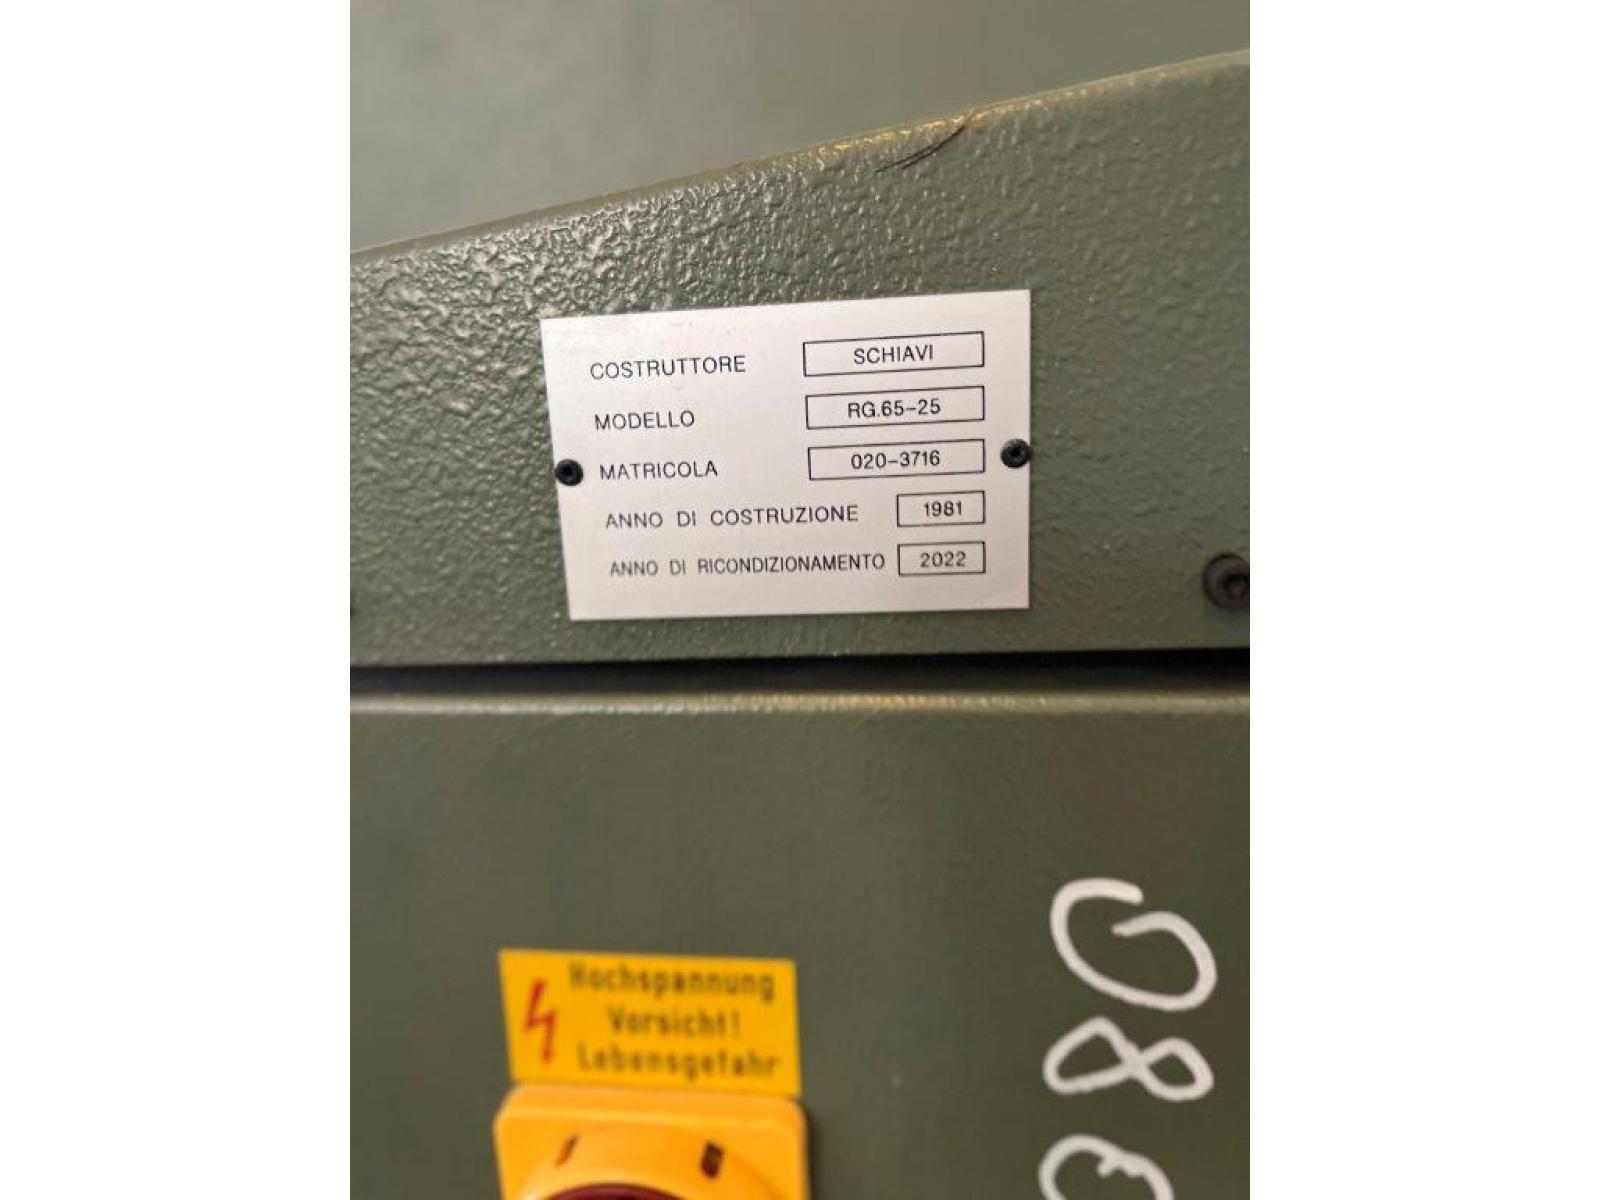 COSTRUTTORE SCHIAVI
MODELLO RG.65-25
MATRICOLA 020-3716
ANNO DI COSTRUZIONE 1981
ANNO DI RICONDIZIONAMENTO 2022
Hochspannung
Vorsicht!
Lebensgefahr